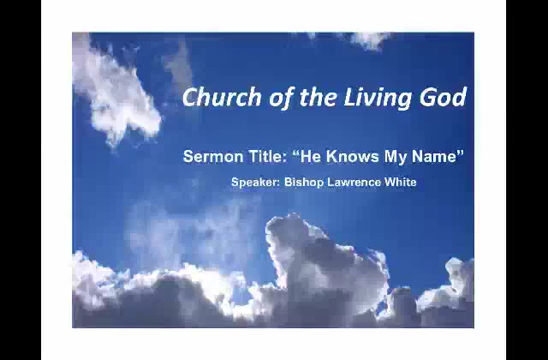 Church of the Living God
Sermon Title: “He Knows My Name”
Speaker: Bishop Lawrence White